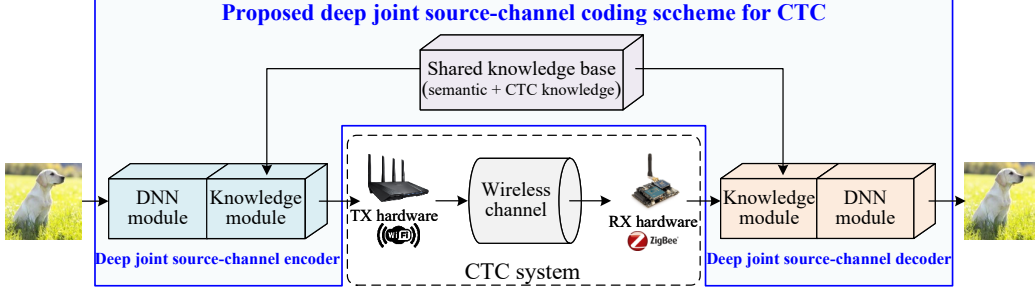 Proposed deep joint source-channel coding sccheme for CTC
Shared knowledge base
(semantic + CTC knowledge)
DNN
module
Knowledge
module
TX hardware
WiFi
Wireless
channel
RX hardware
ZigBee
Knowledge
module
DNN
module
Deep joint source-channel encoder
CTC system
Deep joint source-channel decoder